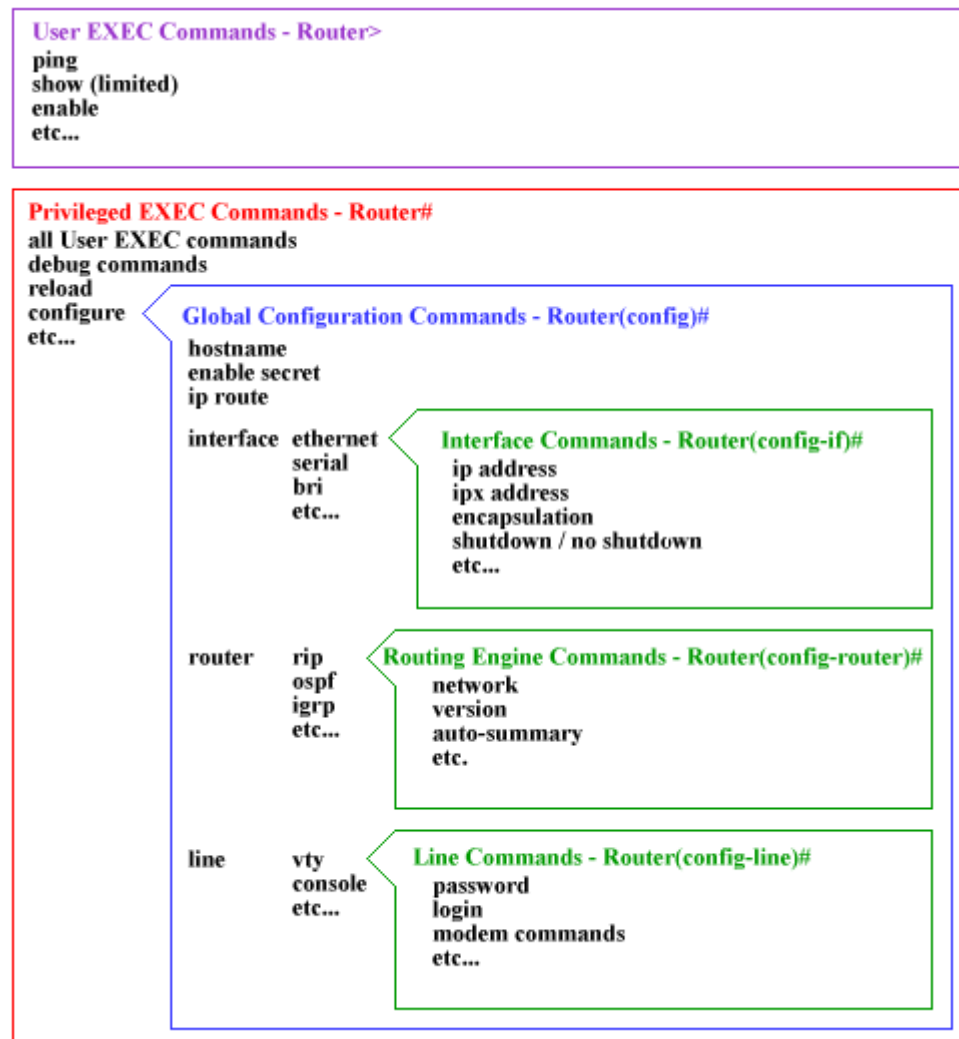 User EXEC Commands - Router>
ping
show (limited)
enable
etc...
Privileged EXEC Commands - Router#
all User EXEC commands
debug commands
reload
configure
etc...
Global Configuration Commands - Router(config)#
hostname
enable secret
ip route
interface ethernet
serial
bri
etc...
Interface Commands - Router(config-if)#
ip address
ipx address
encapsulation
shutdown / no shutdown
etc...
router rip
ospf
igrp
etc...
Routing Engine Commands - Router(config-router)#
network
version
auto-summary
etc.
line vty
console
etc...
Line Commands - Router(config-line)#
password
login
modem commands
etc...